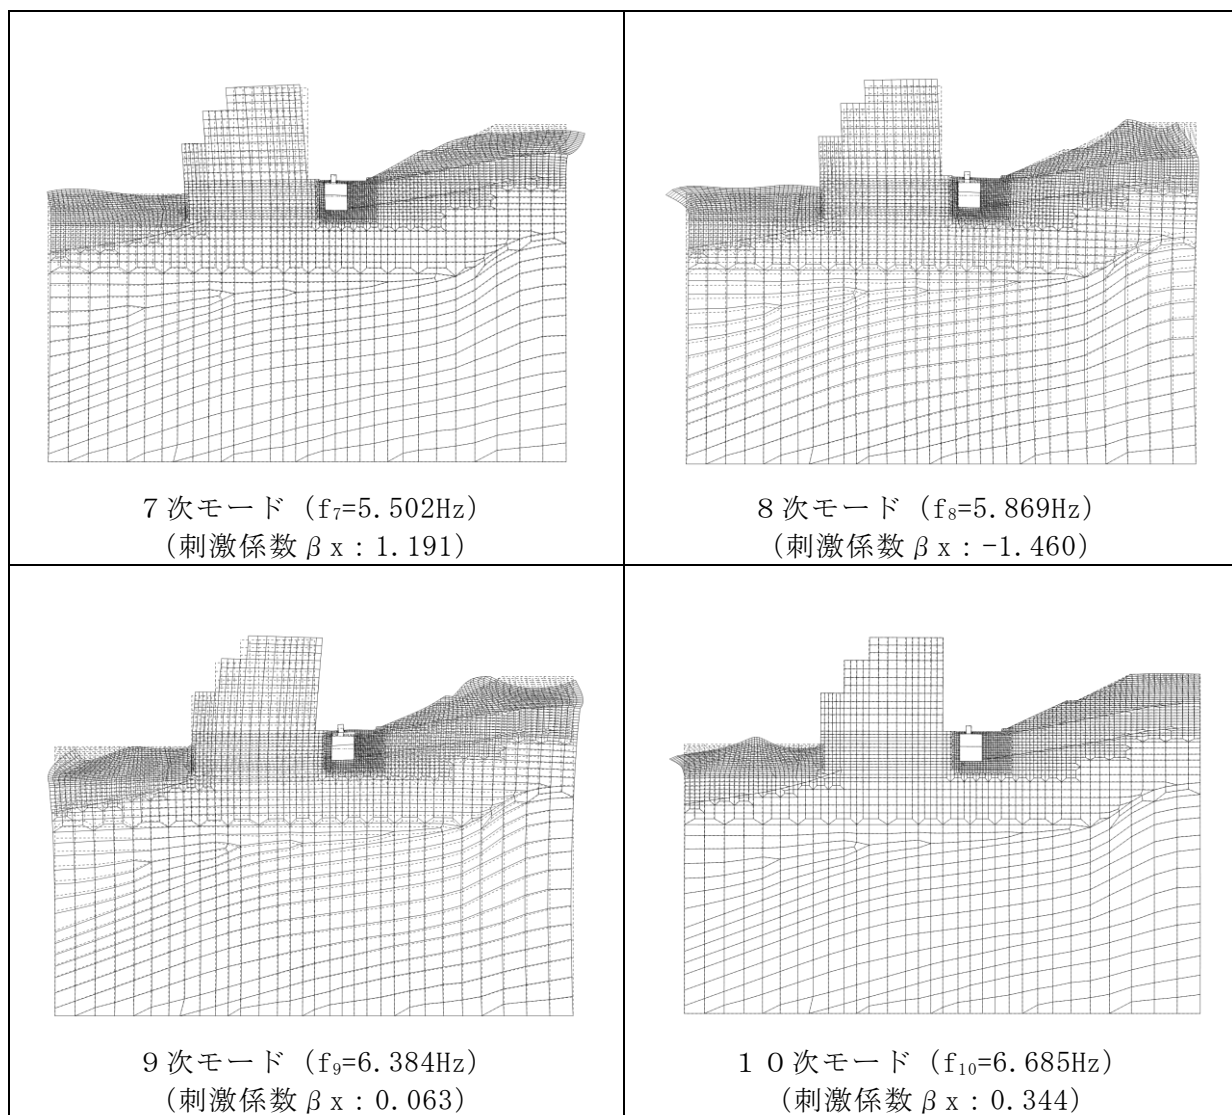 7次モード（f₇=5.502Hz）
（刺激係数βx：1.191）
8次モード（f₈=5.869Hz）
（刺激係数βx：-1.460）
9次モード（f₉=6.384Hz）
（刺激係数βx：0.063）
10次モード（f₁₀=6.685Hz）
（刺激係数βx：0.344）